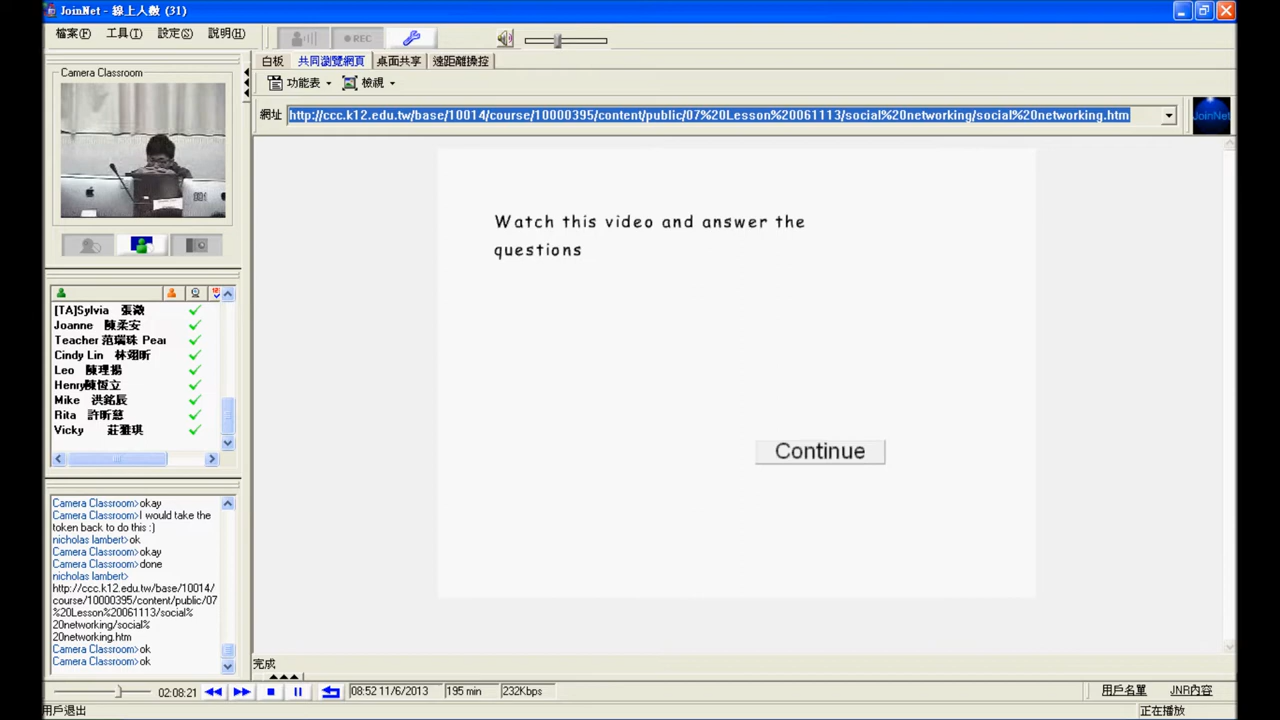 JoinNet - 線上人數 (31)
檔案(F) 工具(T) 設定(S) 說明(H)
REC
Camera Classroom
白板 共同瀏覽網頁 桌面共享 遠距離操控
功能表 檢視
網址 http://ccc.k12.edu.tw/base/10014/course/10000395/content/public/07%20Lesson%20061113/social%20networking/social%20networking.htm
JoinNet
Watch this video and answer the
questions
Continue
[TA]Sylvia 張瀓
Joanne 陳柔安
Teacher 范瑞珠 Pear
Cindy Lin 林翊昕
Leo 陳理揚
Henry陳恆立
Mike 洪銘辰
Rita 許昕慈
Vicky 莊雅琪
Camera Classroom>okay
Camera Classroom>I would take the
token back to do this :)
nicholas lambert>ok
Camera Classroom>okay
Camera Classroom>done
nicholas lambert>
http://ccc.k12.edu.tw/base/10014/
course/10000395/content/public/07
%20Lesson%20061113/social%
20networking/social%
20networking.htm
Camera Classroom>ok
Camera Classroom>ok
完成
02:08:21 08:52 11/6/2013 195 min 232Kbps 用戶名單 JNR內容
用戶退出 正在播放